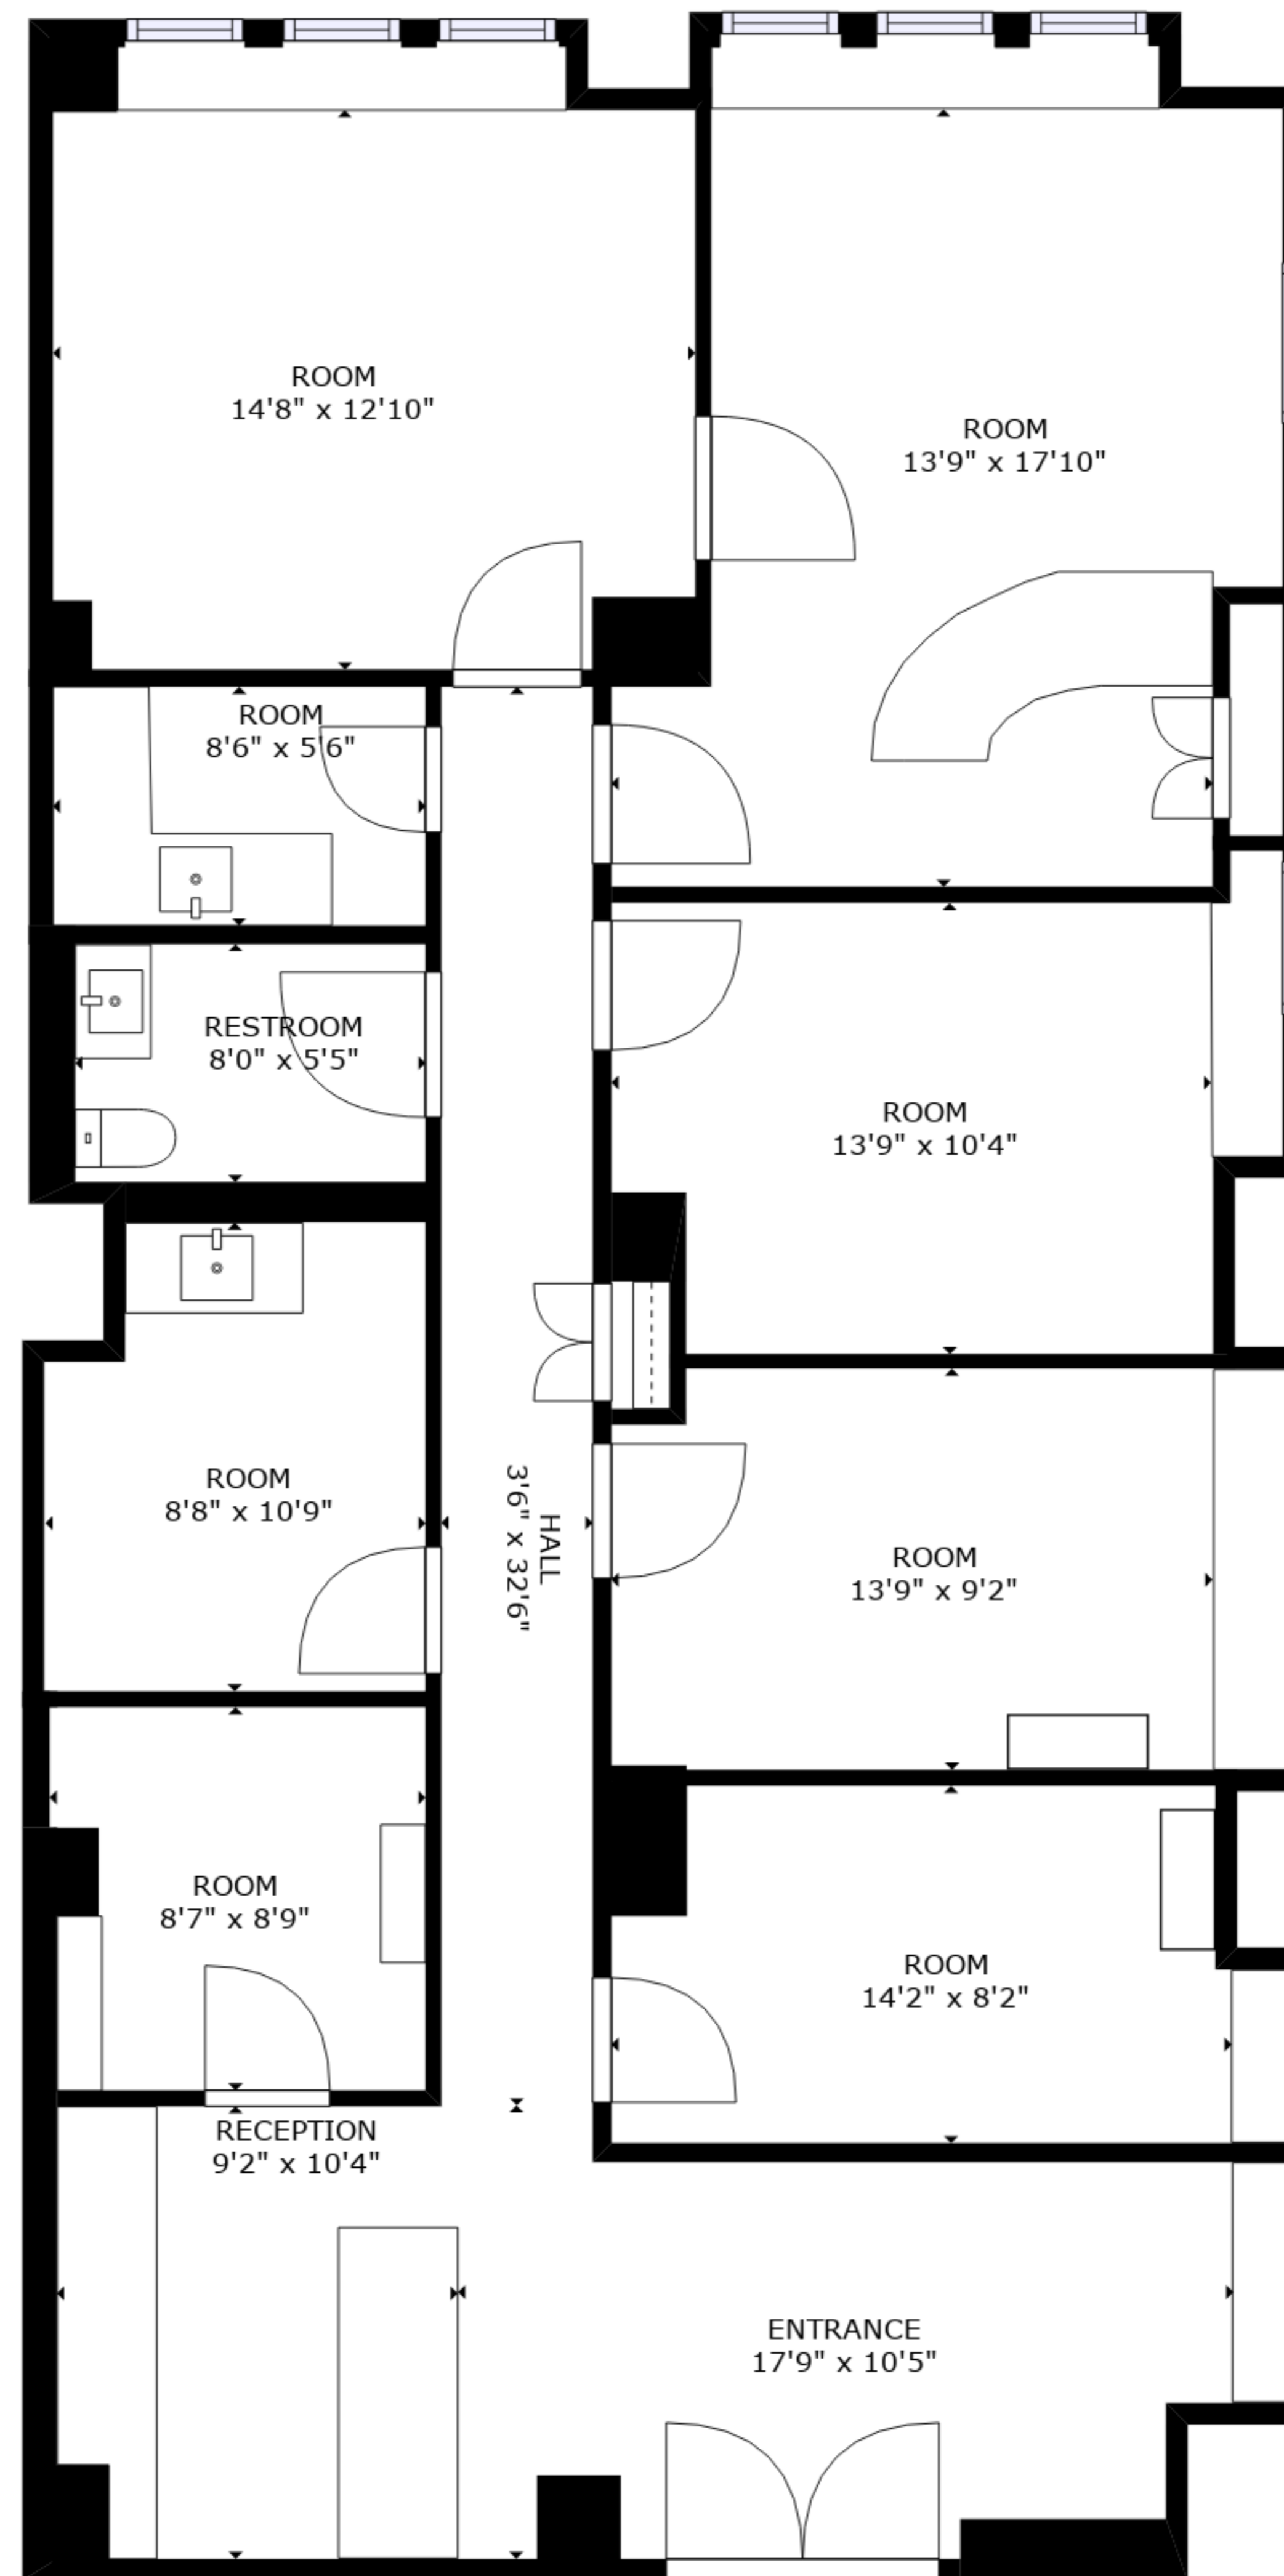 ROOM
14'8" x 12'10"
ROOM
13'9" x 17'10"
ROOM
8'6" x 5'6"
RESTROOM
8'0" x 5'5"
ROOM
13'9" x 10'4"
ROOM
8'8" x 10'9"
HALL
3'6" x 32'6"
ROOM
13'9" x 9'2"
ROOM
8'7" x 8'9"
ROOM
14'2" x 8'2"
RECEPTION
9'2" x 10'4"
ENTRANCE
17'9" x 10'5"